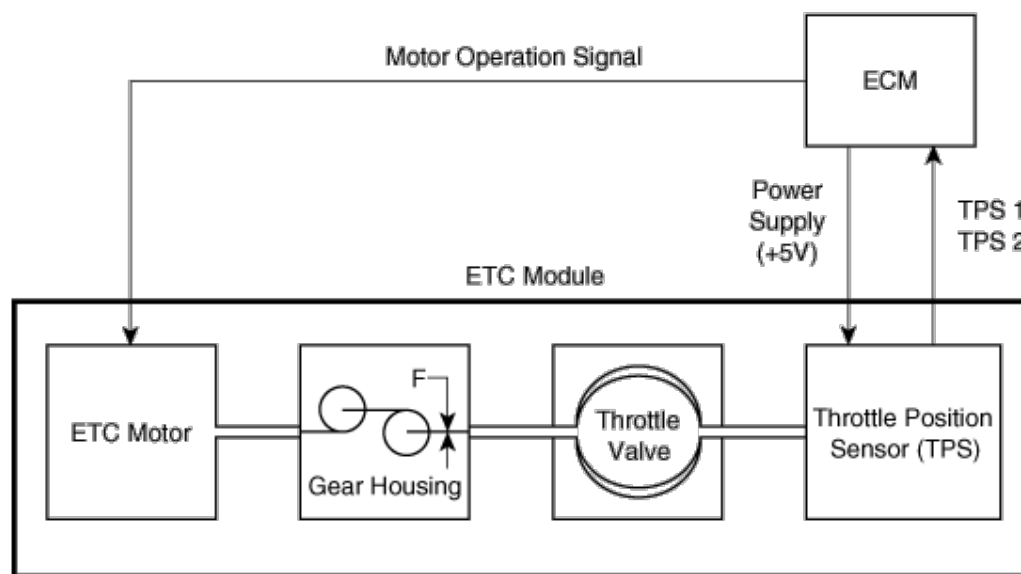 Motor Operation Signal
ECM
Power
Supply
(+5V)
TPS 1
TPS 2
ETC Module
ETC Motor
F
Gear Housing
Throttle
Valve
Throttle Position
Sensor (TPS)